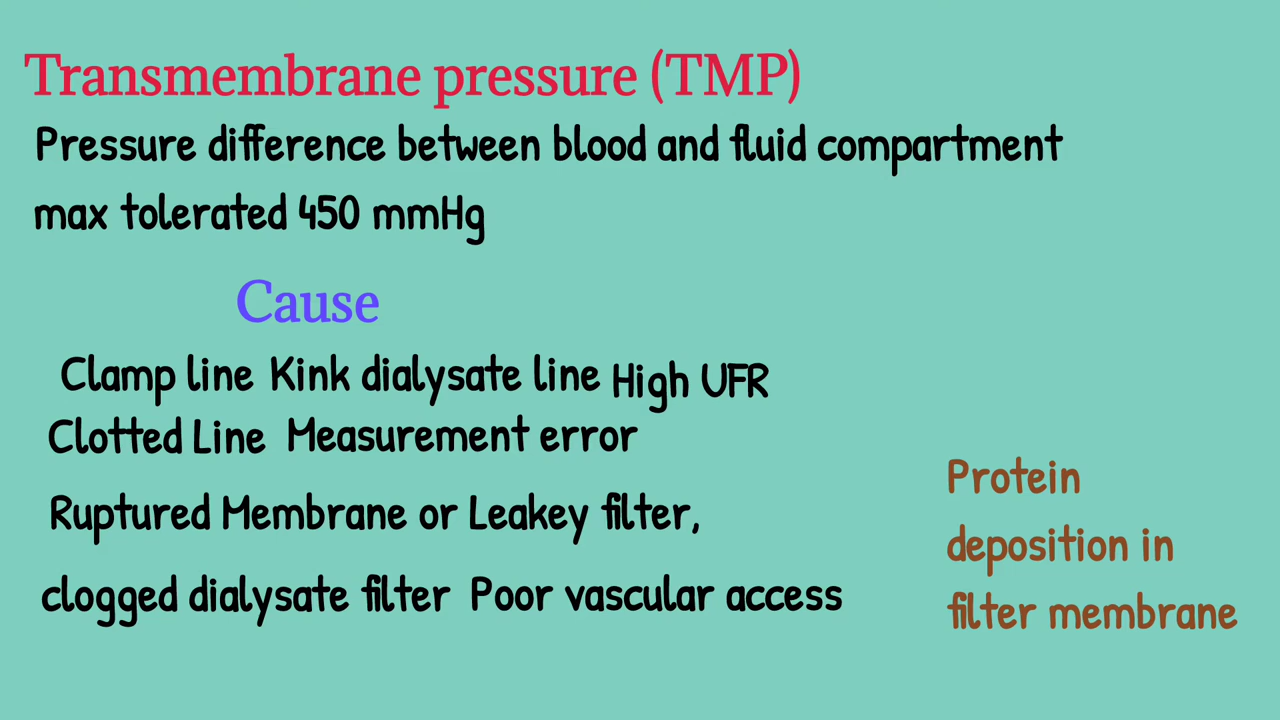 Transmembrane pressure (TMP)
Pressure difference between blood and fluid compartment
max tolerated 450 mmHg
Cause
Clamp line Kink dialysate line High UFR
Clotted Line Measurement error
Ruptured Membrane or Leakey filter,
clogged dialysate filter Poor vascular access
Protein
deposition in
filter membrane